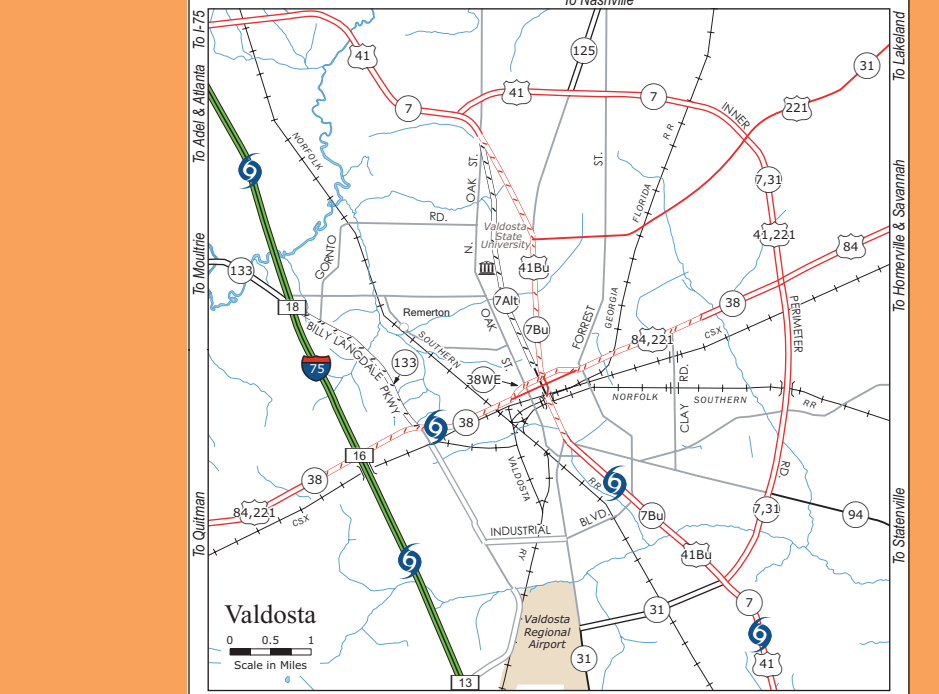 To Nashville
To I-75
To Lakeland
125
41
31
41
7
7
221
INNER
To Adel & Atlanta
NORFOLK
OAK ST.
ST.
R R
7,31
FLORIDA
RD.
Valdosta
State
University
41,221
84
To Homerville & Savannah
GORNTO
N.
To Moultrie
133
41Bu
18
7Alt
38
GEORGIA
PERIMETER
Remerton
OAK
FORREST
7Bu
BILLY LANGDALE PKWY
SOUTHERN
84,221
CSX
133
ST.
75
38WE
RD.
NORFOLK
SOUTHERN
RR
38
CLAY
16
VALDOSTA
RD.
38
RR
84,221
CSX
To Quitman
7Bu
7,31
94
To Statenville
INDUSTRIAL
BLVD.
RY
41Bu
Valdosta
7
31
0 0.5 1
Scale in Miles
Valdosta
Regional
Airport
31
41
13